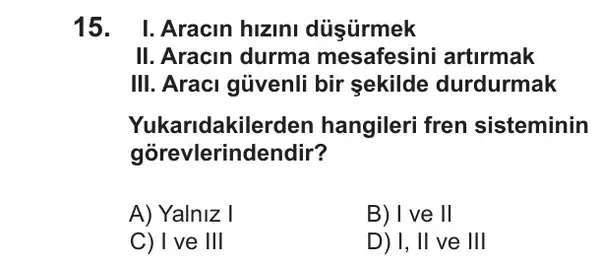 15. I. Aracın hızını düşürmek
II. Aracın durma mesafesini artırmak
III. Aracı güvenli bir şekilde durdurmak
Yukarıdakilerden hangileri fren sisteminin
görevlerindendir?
A) Yalnız I B) I ve II
C) I ve III D) I, II ve III